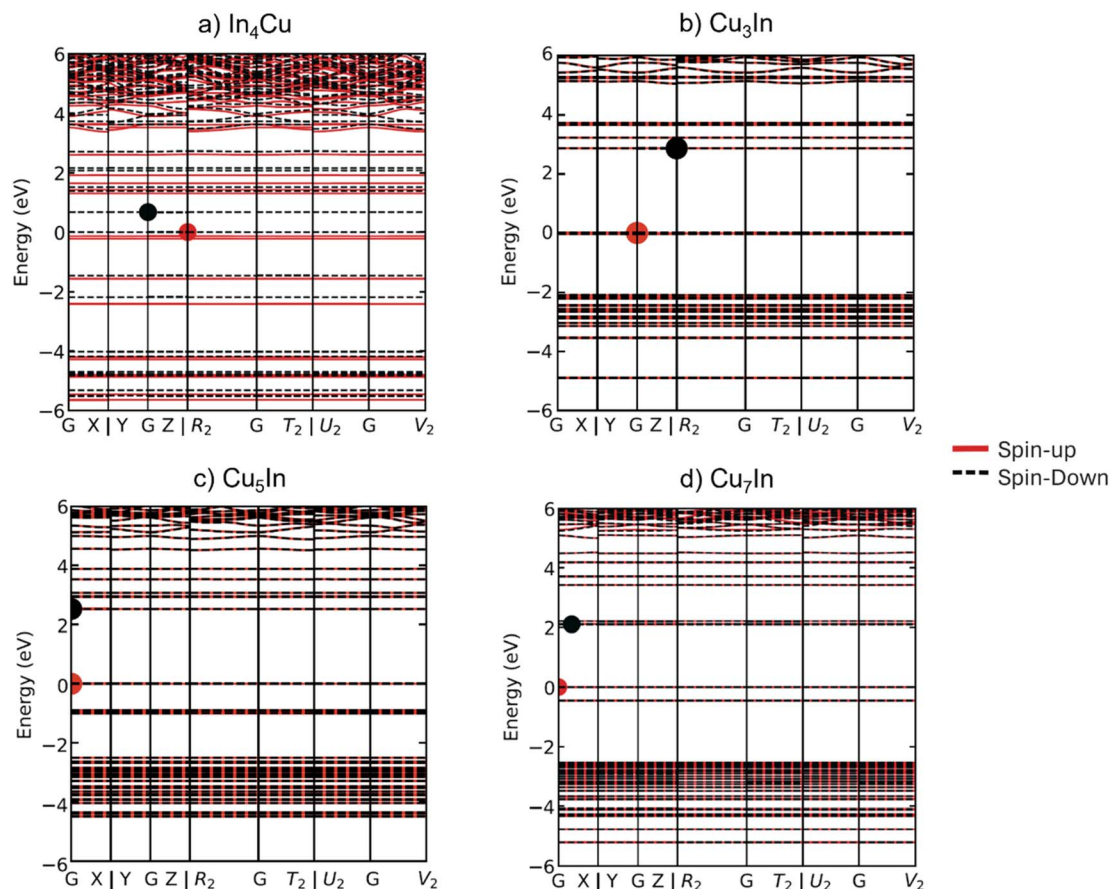 a) In₄Cu
b) Cu₃In
Energy (eV)
6
4
2
0
−2
−4
−6
G X | Y G Z | R₂ G T₂ | U₂ G V₂
Energy (eV)
6
4
2
0
−2
−4
−6
G X | Y G Z | R₂ G T₂ | U₂ G V₂
Spin-up
Spin-Down
c) Cu₅In
d) Cu₇In
Energy (eV)
6
4
2
0
−2
−4
−6
G X | Y G Z | R₂ G T₂ | U₂ G V₂
Energy (eV)
6
4
2
0
−2
−4
−6
G X | Y G Z | R₂ G T₂ | U₂ G V₂